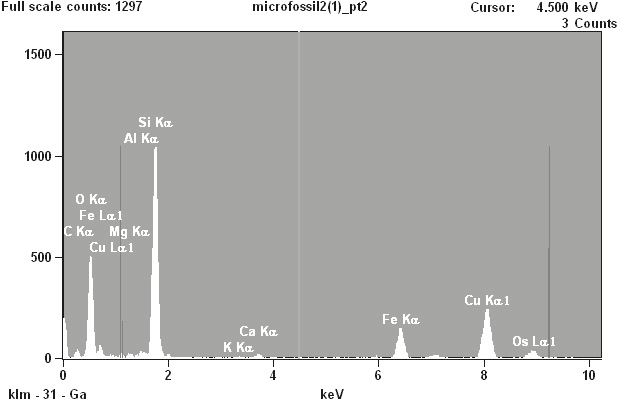 Full scale counts: 1297 microfossil2(1)_pt2 Cursor: 4.500 keV
3 Counts
1500
Si Kα
Al Kα
1000
O Kα
Fe Lα1
C Kα Mg Kα
Cu Lα1
500
Cu Kα1
Fe Kα
Ca Kα
Os Lα1
K Kα
0
0 2 4 6 8 10
klm - 31 - Ga keV